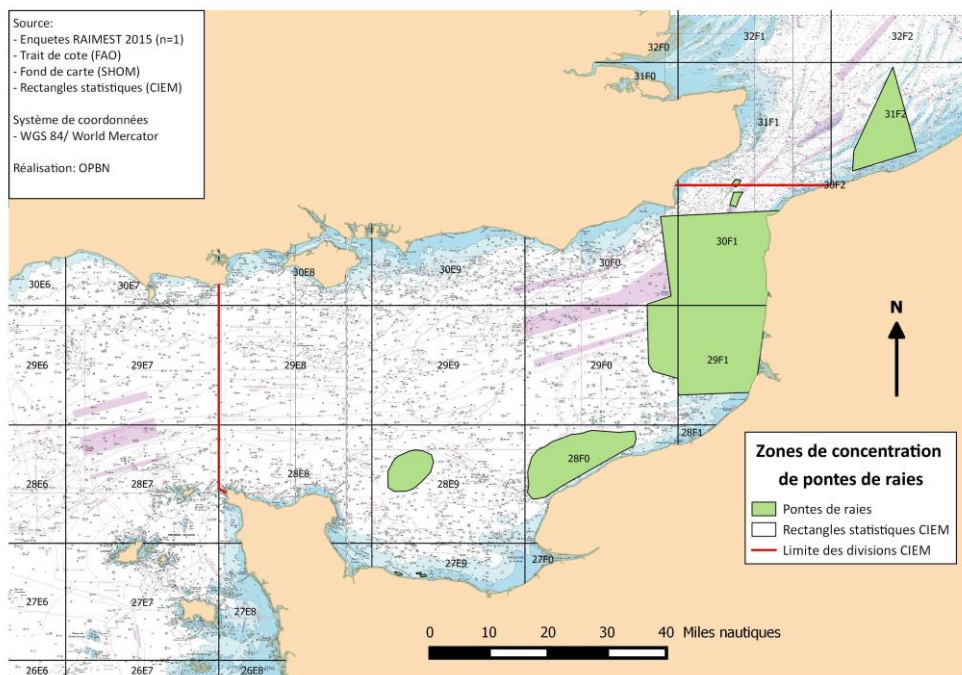 Source:
- Enquetes RAIMEST 2015 (n=1)
- Trait de cote (FAO)
- Fond de carte (SHOM)
- Rectangles statistiques (CIEM)
Système de coordonnées
- WGS 84/ World Mercator
Réalisation: OPBN
32F0
32F1
32F2
31F0
31F1
31F2
30F2
30E6
30E7
30E8
30E9
30F0
30F1
29E6
29E7
29E8
29E9
29F0
29F1
28E6
28E7
28E8
28E9
28F0
28F1
27E6
27E7
27E8
27E9
27F0
26E6
26E7
26E8
N
Zones de concentration
de pontes de raies
Pontes de raies
Rectangles statistiques CIEM
Limite des divisions CIEM
0 10 20 30 40 Miles nautiques